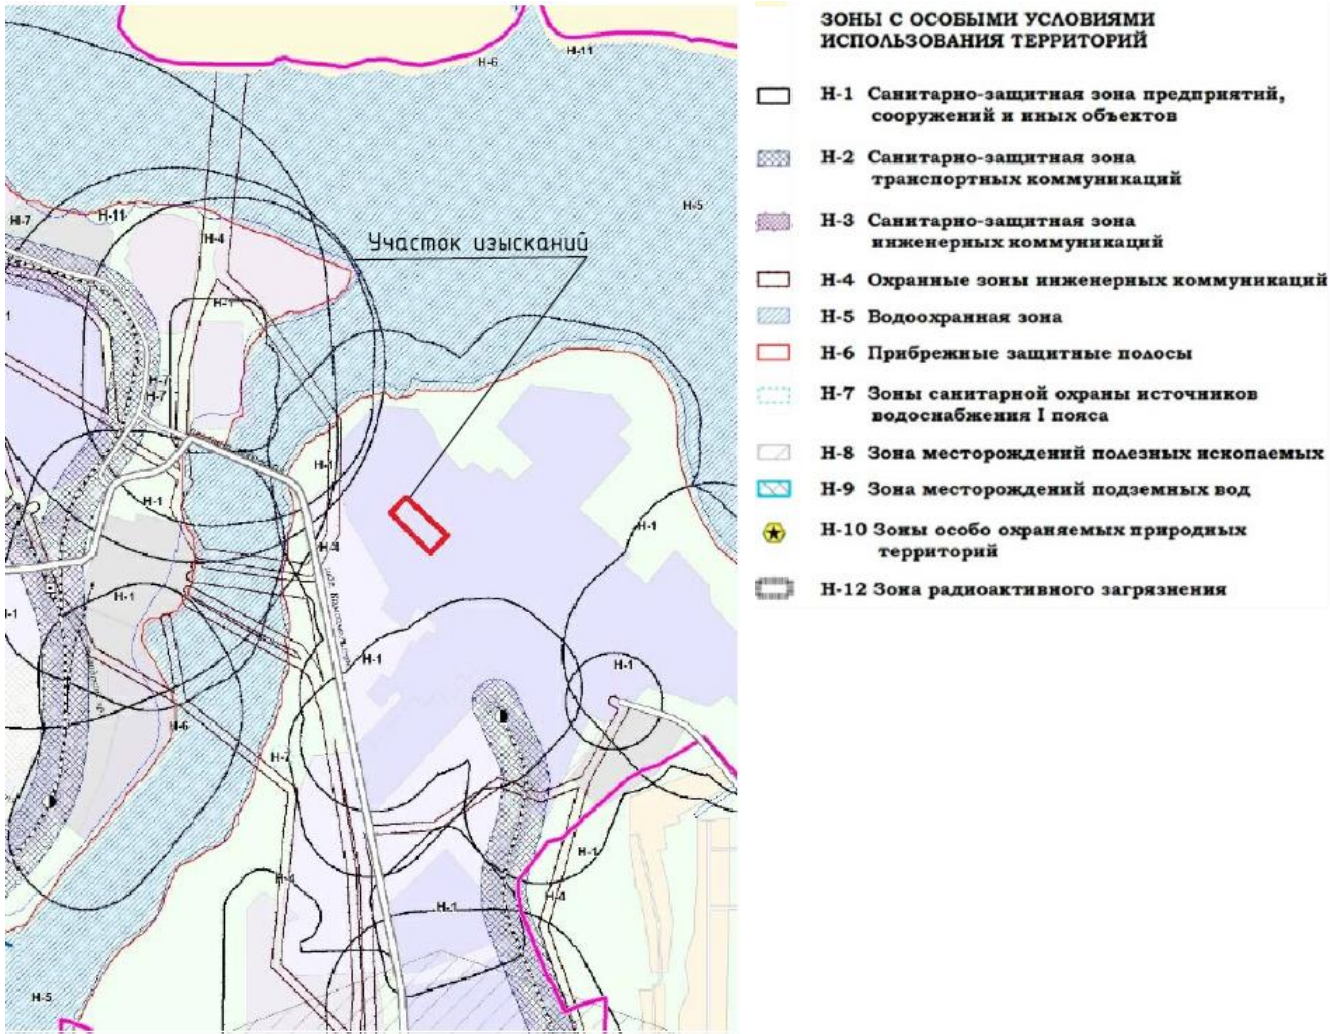 Н-11
Н-6
Н-5
Н-7
Н-11
Н-4
Участок изысканий
Н-1
Н-7
Н-7
Н-1
Н-1
Н-1
Н-4
Н-1
Н-1
Н-1
Н-1
Н-6
Н-7
Н-1
Н-4
Н-4
Н-1
Н-5
ЗОНЫ С ОСОБЫМИ УСЛОВИЯМИ
ИСПОЛЬЗОВАНИЯ ТЕРРИТОРИЙ
Н-1 Санитарно-защитная зона предприятий,
сооружений и иных объектов
Н-2 Санитарно-защитная зона
транспортных коммуникаций
Н-3 Санитарно-защитная зона
инженерных коммуникаций
Н-4 Охранные зоны инженерных коммуникаций
Н-5 Водоохранная зона
Н-6 Прибрежные защитные полосы
Н-7 Зоны санитарной охраны источников
водоснабжения I пояса
Н-8 Зона месторождений полезных ископаемых
Н-9 Зона месторождений подземных вод
Н-10 Зоны особо охраняемых природных
территорий
Н-12 Зона радиоактивного загрязнения